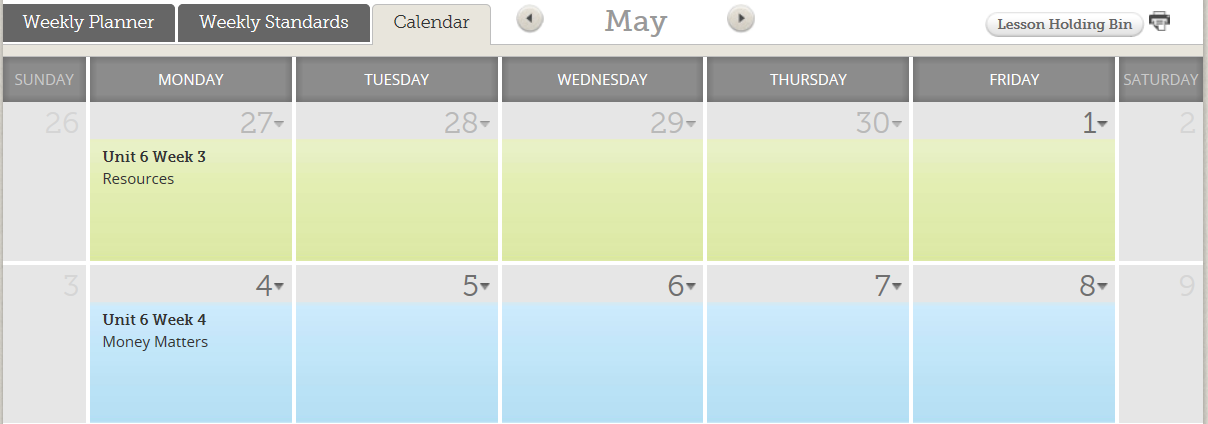 Weekly Planner Weekly Standards Calendar May Lesson Holding Bin
SUNDAY MONDAY TUESDAY WEDNESDAY THURSDAY FRIDAY SATURDAY
26 27 28 29 30 1 2
Unit 6 Week 3
Resources
3 4 5 6 7 8 9
Unit 6 Week 4
Money Matters